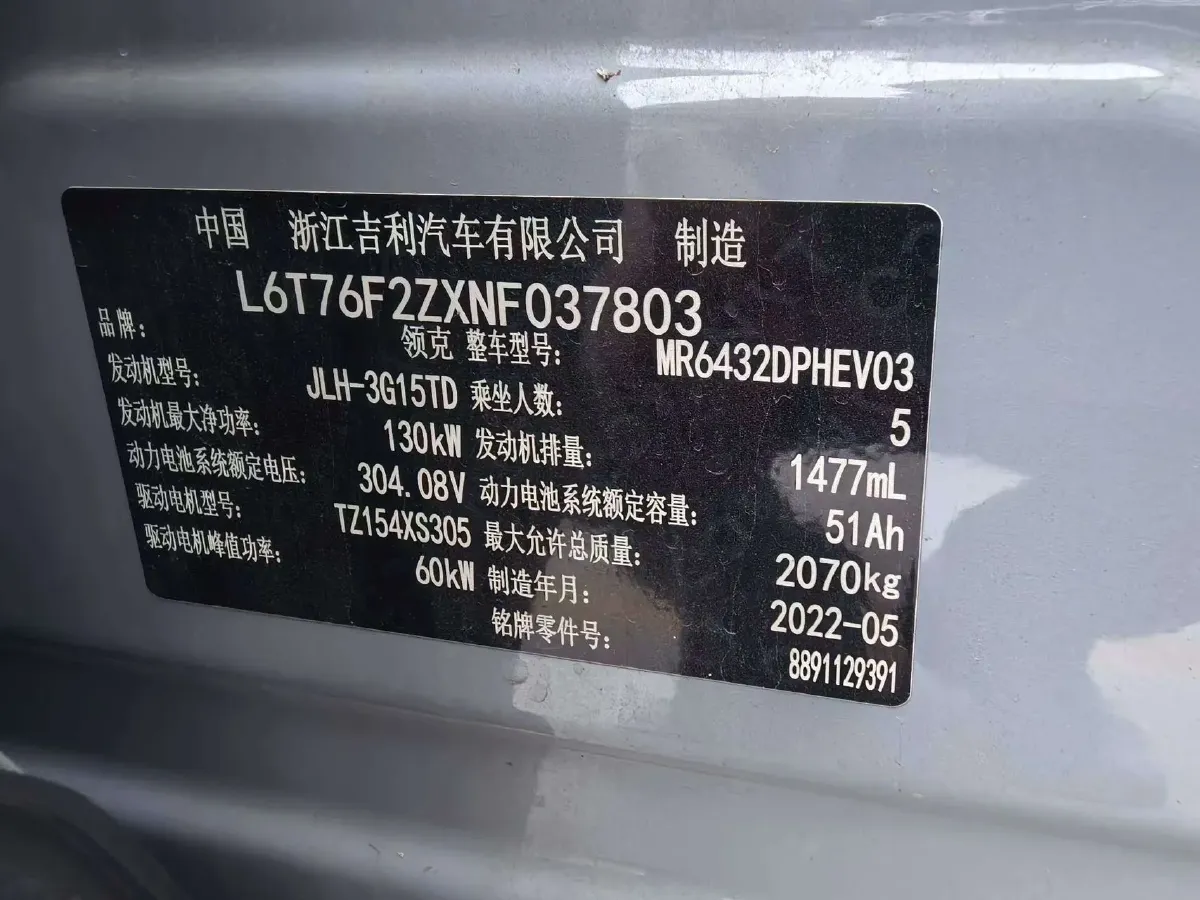 中国 浙江吉利汽车有限公司 制造
L6T76F2ZXNF037803
品牌： 领克 整车型号： MR6432DPHEV03
发动机型号： JLH-3G15TD 乘坐人数： 5
发动机最大净功率： 130kW 发动机排量： 1477mL
动力电池系统额定电压： 304.08V 动力电池系统额定容量： 51Ah
驱动电机型号： TZ154XS305 最大允许总质量： 2070kg
驱动电机峰值功率： 60kW 制造年月： 2022-05
铭牌零件号： 8891129391